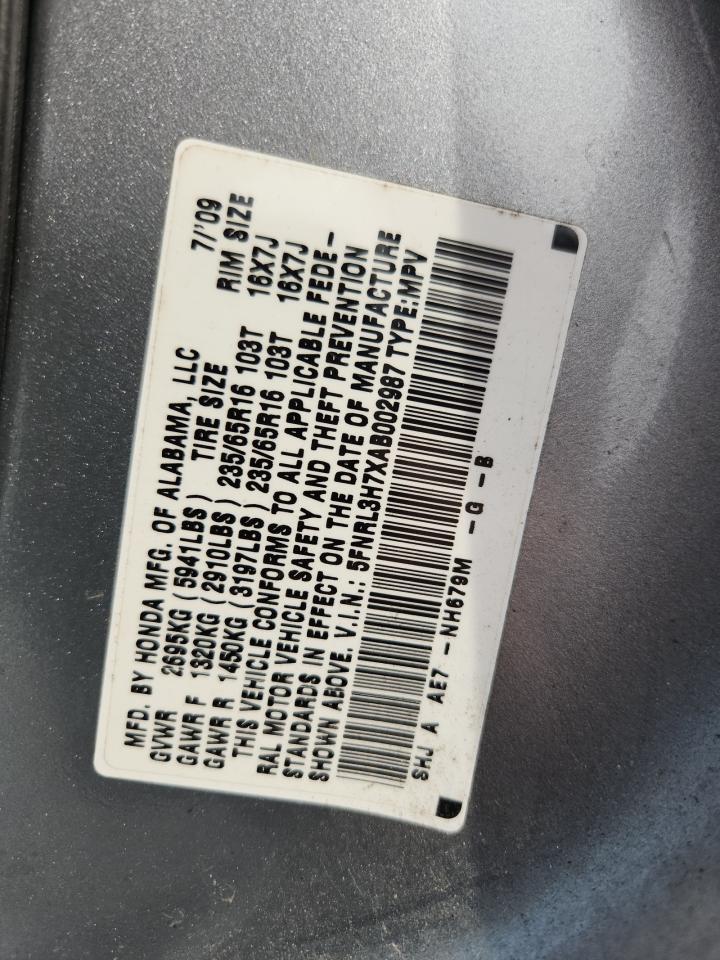 MFD. BY HONDA MFG. OF ALABAMA, LLC 7/'09
GVWR 2695KG ( 5941LBS ) TIRE SIZE RIM SIZE
GAWR F 1320KG ( 2910LBS ) 235/65R16 103T 16X7J
GAWR R 1450KG ( 3197LBS ) 235/65R16 103T 16X7J
THIS VEHICLE CONFORMS TO ALL APPLICABLE FEDE–
RAL MOTOR VEHICLE SAFETY AND THEFT PREVENTION
STANDARDS IN EFFECT ON THE DATE OF MANUFACTURE
SHOWN ABOVE. V.I.N.: 5FNRL3H7XAB002987 TYPE:MPV
SHJ A AE7 – NH679M – G – B